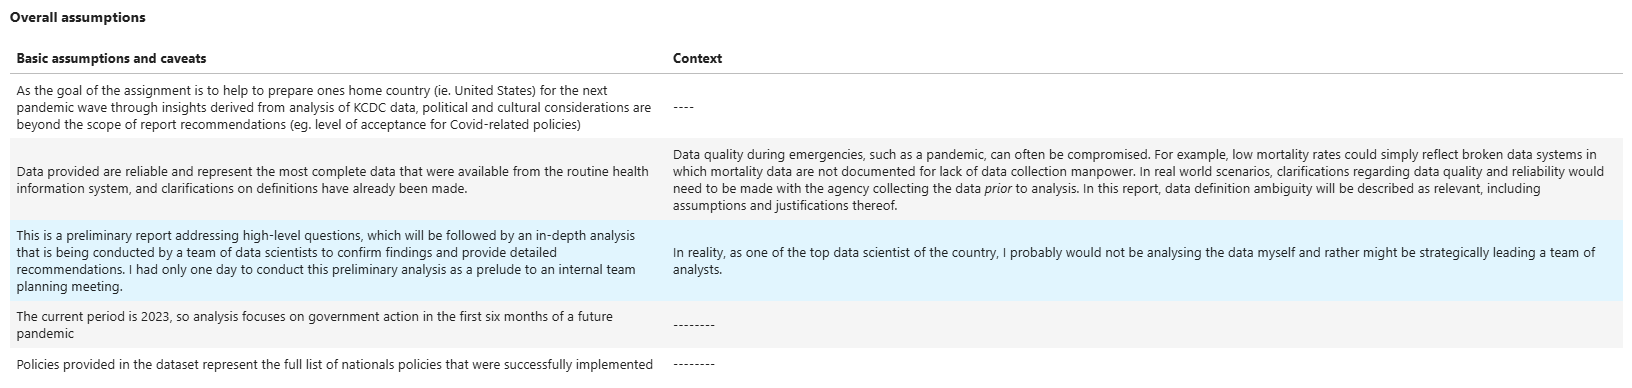 Overall assumptions
Basic assumptions and caveats
Context
As the goal of the assignment is to help to prepare ones home country (ie. United States) for the next
pandemic wave through insights derived from analysis of KCDC data, political and cultural considerations are
beyond the scope of report recommendations (eg. level of acceptance for Covid-related policies)
----
Data provided are reliable and represent the most complete data that were available from the routine health
information system, and clarifications on definitions have already been made.
Data quality during emergencies, such as a pandemic, can often be compromised. For example, low mortality rates could simply reflect broken data systems in
which mortality data are not documented for lack of data collection manpower. In real world scenarios, clarifications regarding data quality and reliability would
need to be made with the agency collecting the data prior to analysis. In this report, data definition ambiguity will be described as relevant, including
assumptions and justifications thereof.
This is a preliminary report addressing high-level questions, which will be followed by an in-depth analysis
that is being conducted by a team of data scientists to confirm findings and provide detailed
recommendations. I had only one day to conduct this preliminary analysis as a prelude to an internal team
planning meeting.
In reality, as one of the top data scientist of the country, I probably would not be analysing the data myself and rather might be strategically leading a team of
analysts.
The current period is 2023, so analysis focuses on government action in the first six months of a future
pandemic
--------
Policies provided in the dataset represent the full list of nationals policies that were successfully implemented
--------